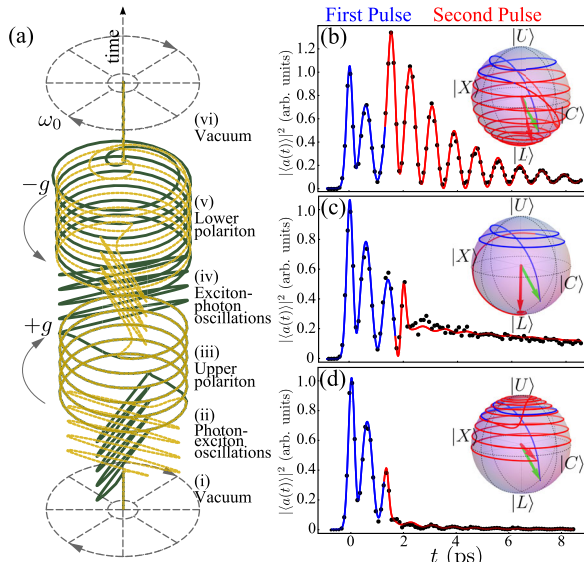 First Pulse Second Pulse
(a)
time
ω₀
(vi)
Vacuum
−g
(v)
Lower
polariton
(iv)
Exciton-
photon
oscillations
+g
(iii)
Upper
polariton
(ii)
Photon-
exciton
oscillations
(i)
Vacuum
(b)
|⟨a(t)⟩|² (arb. units)
1.2
1.0
0.8
0.6
0.4
0.2
0.0
|U⟩
|X⟩
|C⟩
|L⟩
(c)
|⟨a(t)⟩|² (arb. units)
1.0
0.8
0.6
0.4
0.2
0.0
|U⟩
|X⟩
|C⟩
|L⟩
(d)
|⟨a(t)⟩|² (arb. units)
1.0
0.8
0.6
0.4
0.2
0.0
|U⟩
|X⟩
|C⟩
|L⟩
0 2 4 6 8
t (ps)